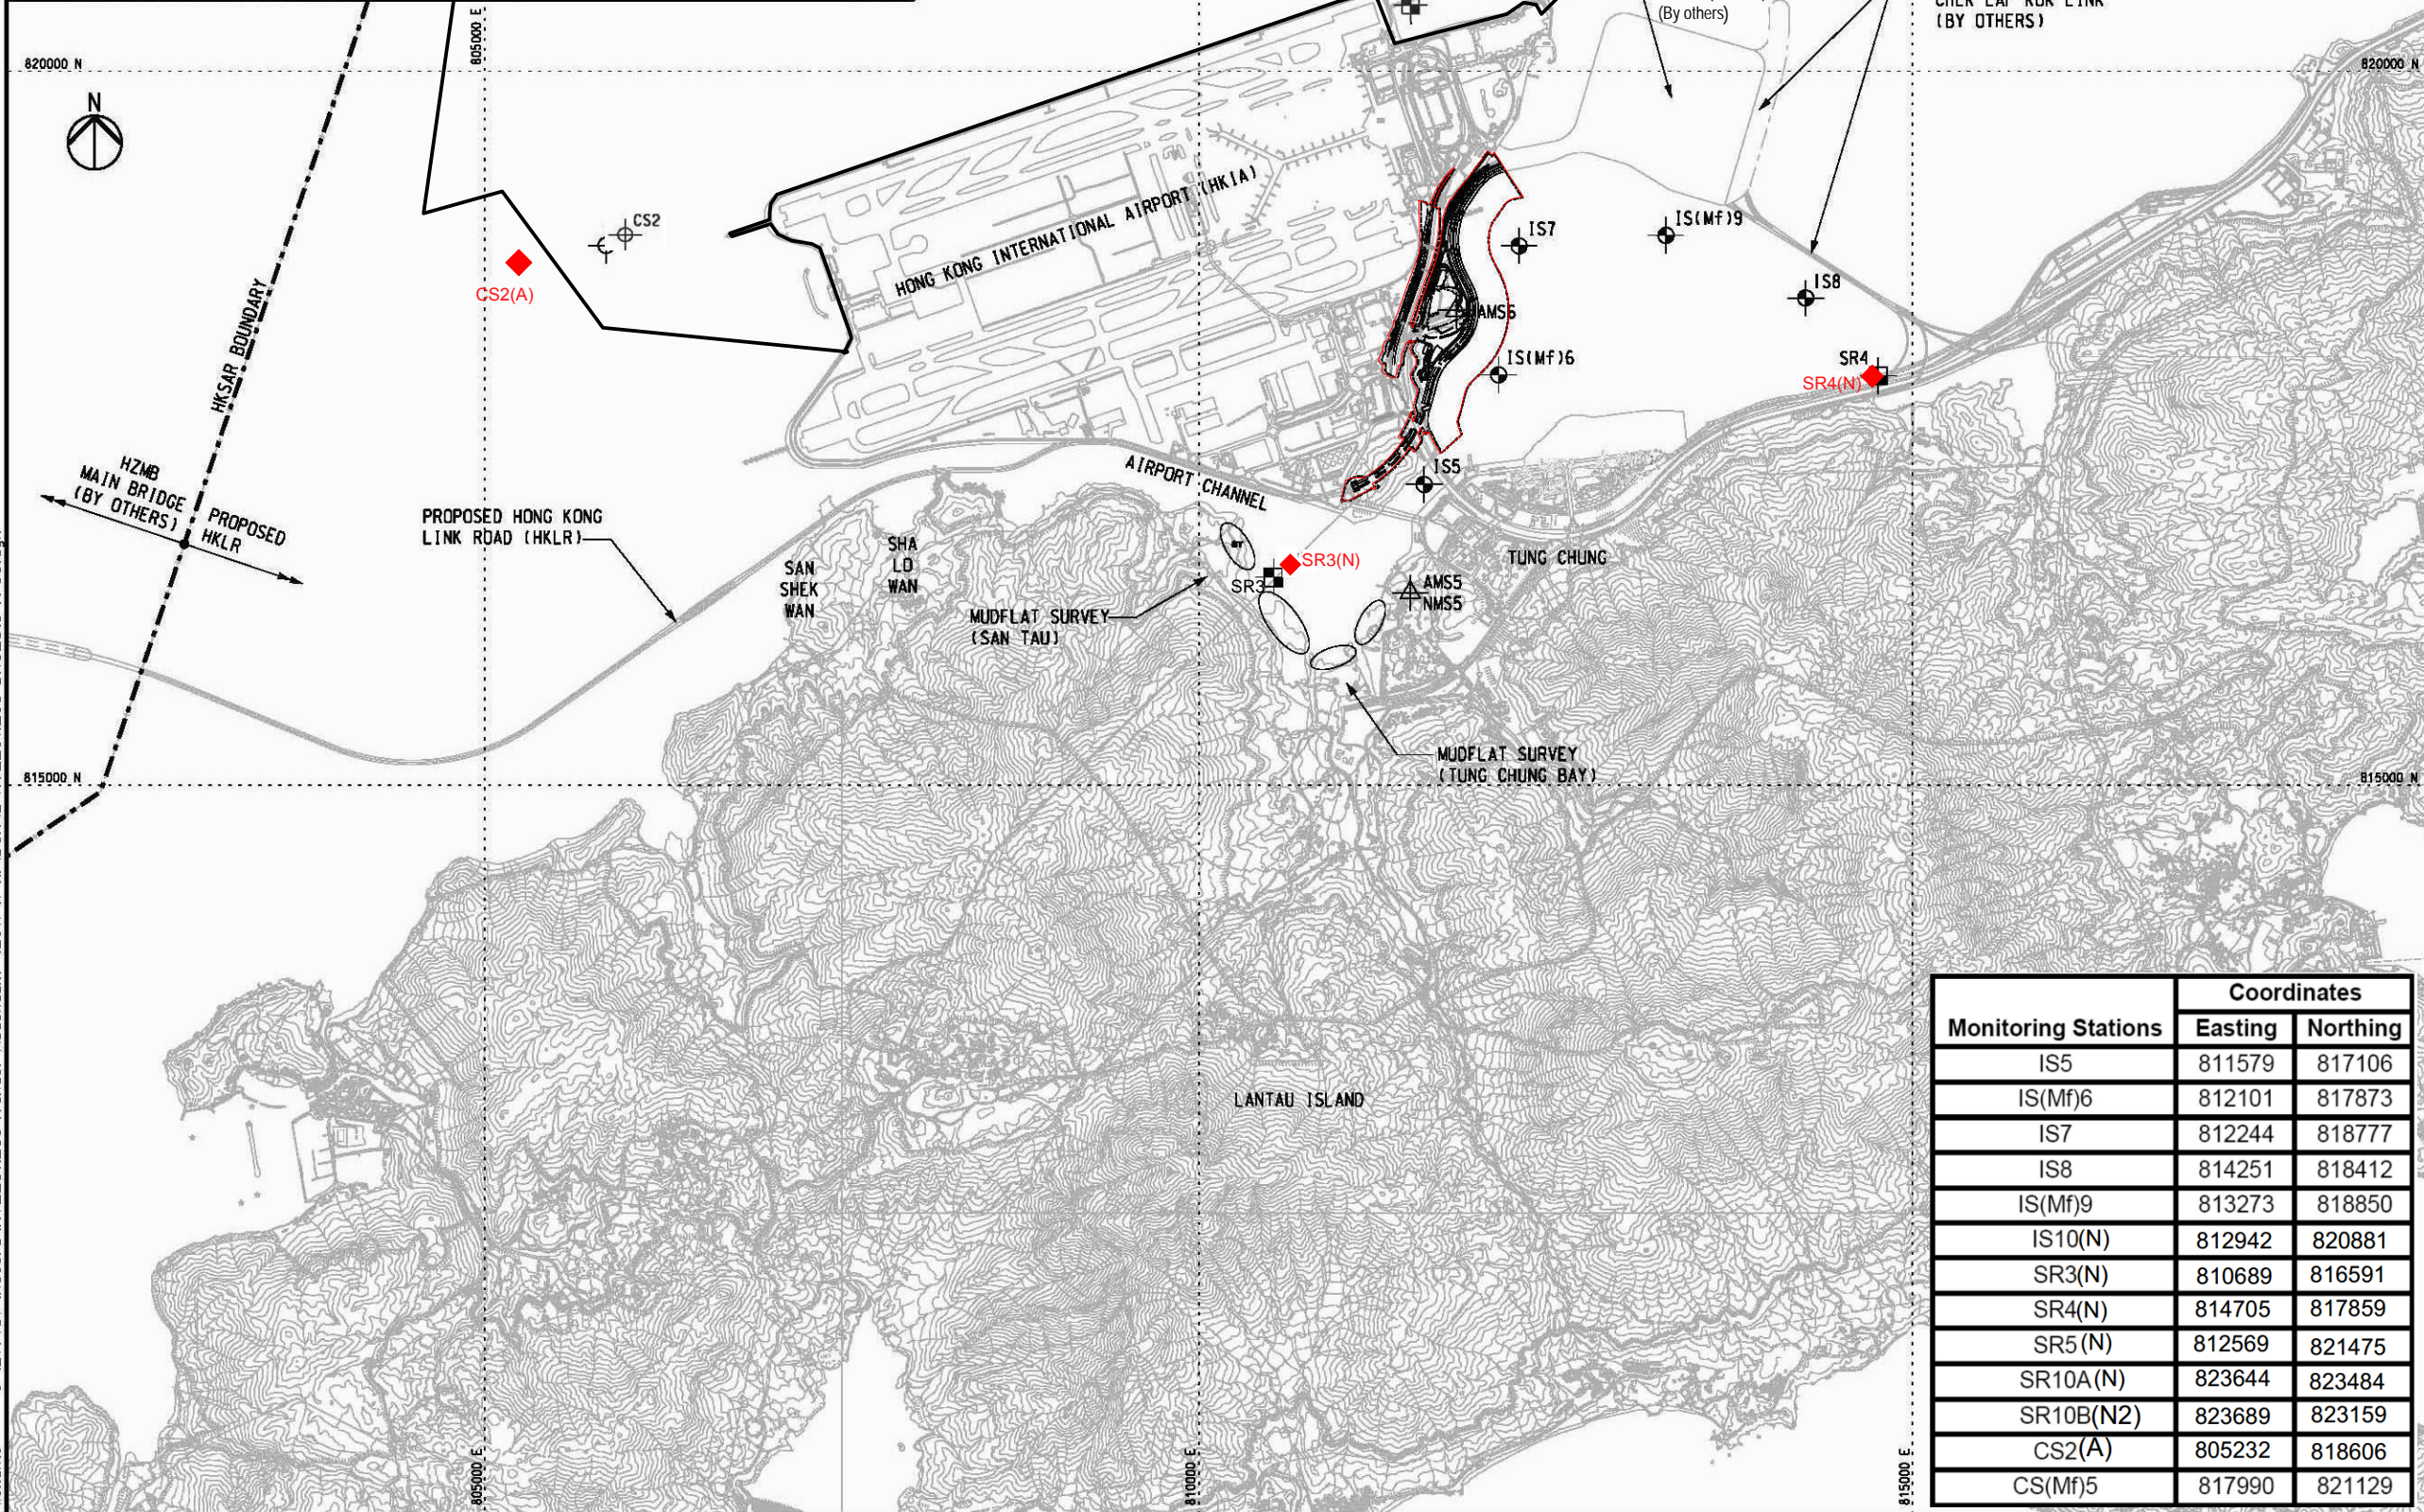 (By others)
(BY OTHERS)
805000 E
820000 N
820000 N
N
CS2
CS2(A)
HONG KONG INTERNATIONAL AIRPORT (HKIA)
IS7
IS(Mf)9
IS8
AMS6
IS(Mf)6
SR4
SR4(N)
HKSAR BOUNDARY
HZMB
MAIN BRIDGE
(BY OTHERS)
PROPOSED
HKLR
PROPOSED HONG KONG
LINK ROAD (HKLR)
AIRPORT CHANNEL
IS5
SAN
SHEK
WAN
SHA
LO
WAN
SR3(N)
SR3
TUNG CHUNG
AMS5
NMS5
MUDFLAT SURVEY
(SAN TAU)
MUDFLAT SURVEY
(TUNG CHUNG BAY)
815000 N
815000 N
LANTAU ISLAND
805000 E
810000 E
815000 E
Monitoring Stations Coordinates
Easting Northing
IS5 811579 817106
IS(Mf)6 812101 817873
IS7 812244 818777
IS8 814251 818412
IS(Mf)9 813273 818850
IS10(N) 812942 820881
SR3(N) 810689 816591
SR4(N) 814705 817859
SR5(N) 812569 821475
SR10A(N) 823644 823484
SR10B(N2) 823689 823159
CS2(A) 805232 818606
CS(Mf)5 817990 821129